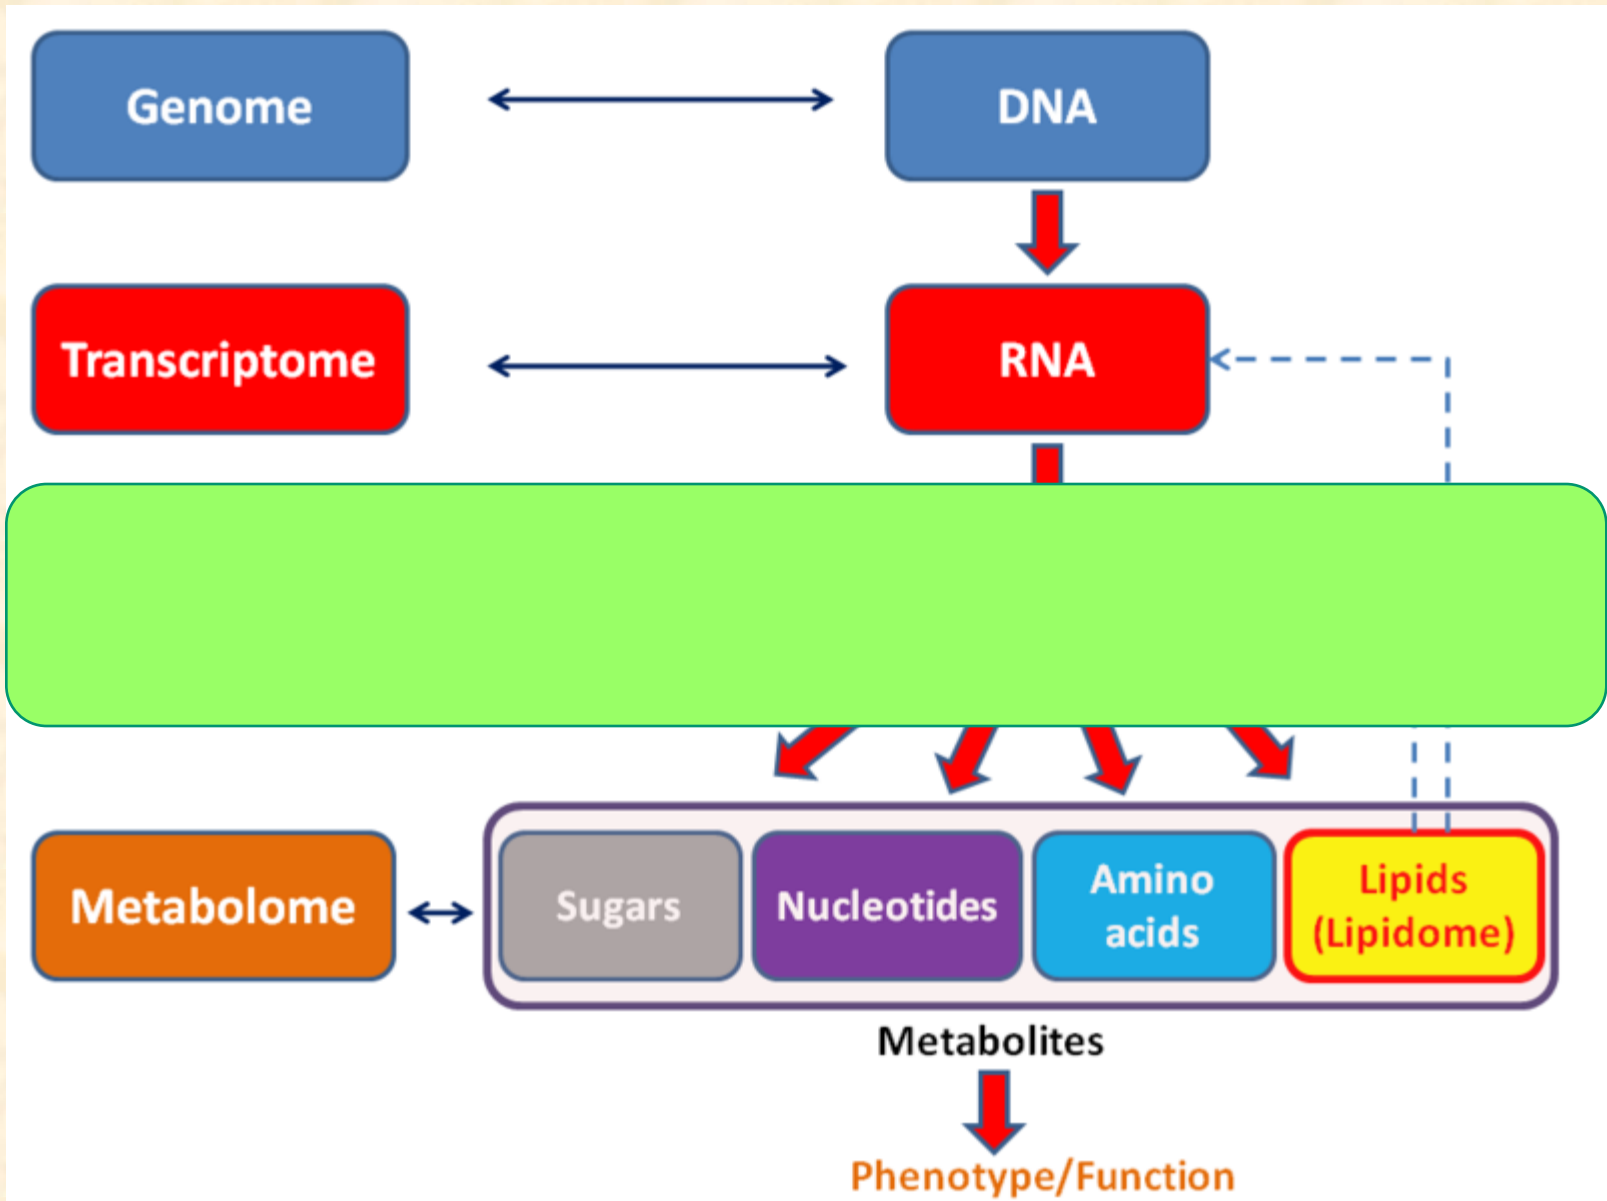 Genome
DNA
Transcriptome
RNA
Metabolome
Sugars
Nucleotides
Amino
acids
Lipids
(Lipidome)
Metabolites
Phenotype/Function